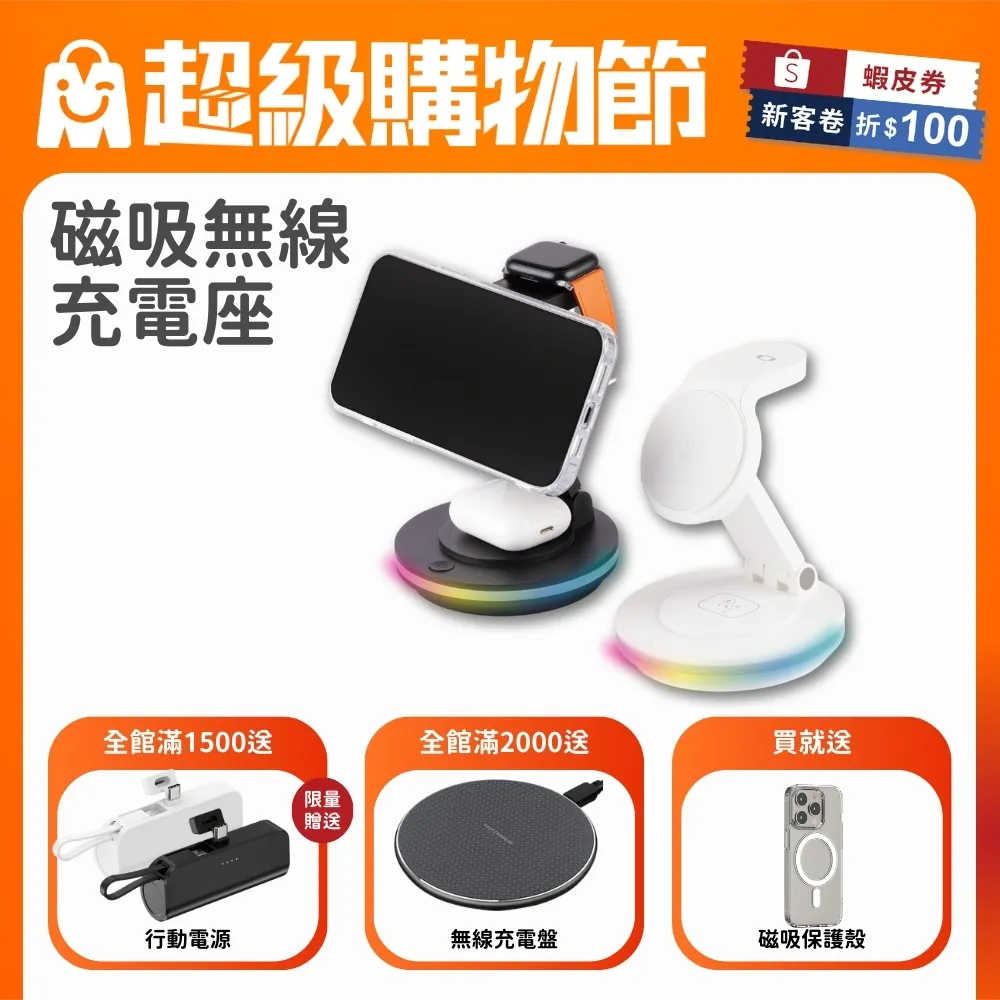 超級購物節
S
蝦皮券
新客卷 折$100
磁吸無線
充電座
全館滿1500送
限量
贈送
行動電源
全館滿2000送
無線充電盤
買就送
磁吸保護殼